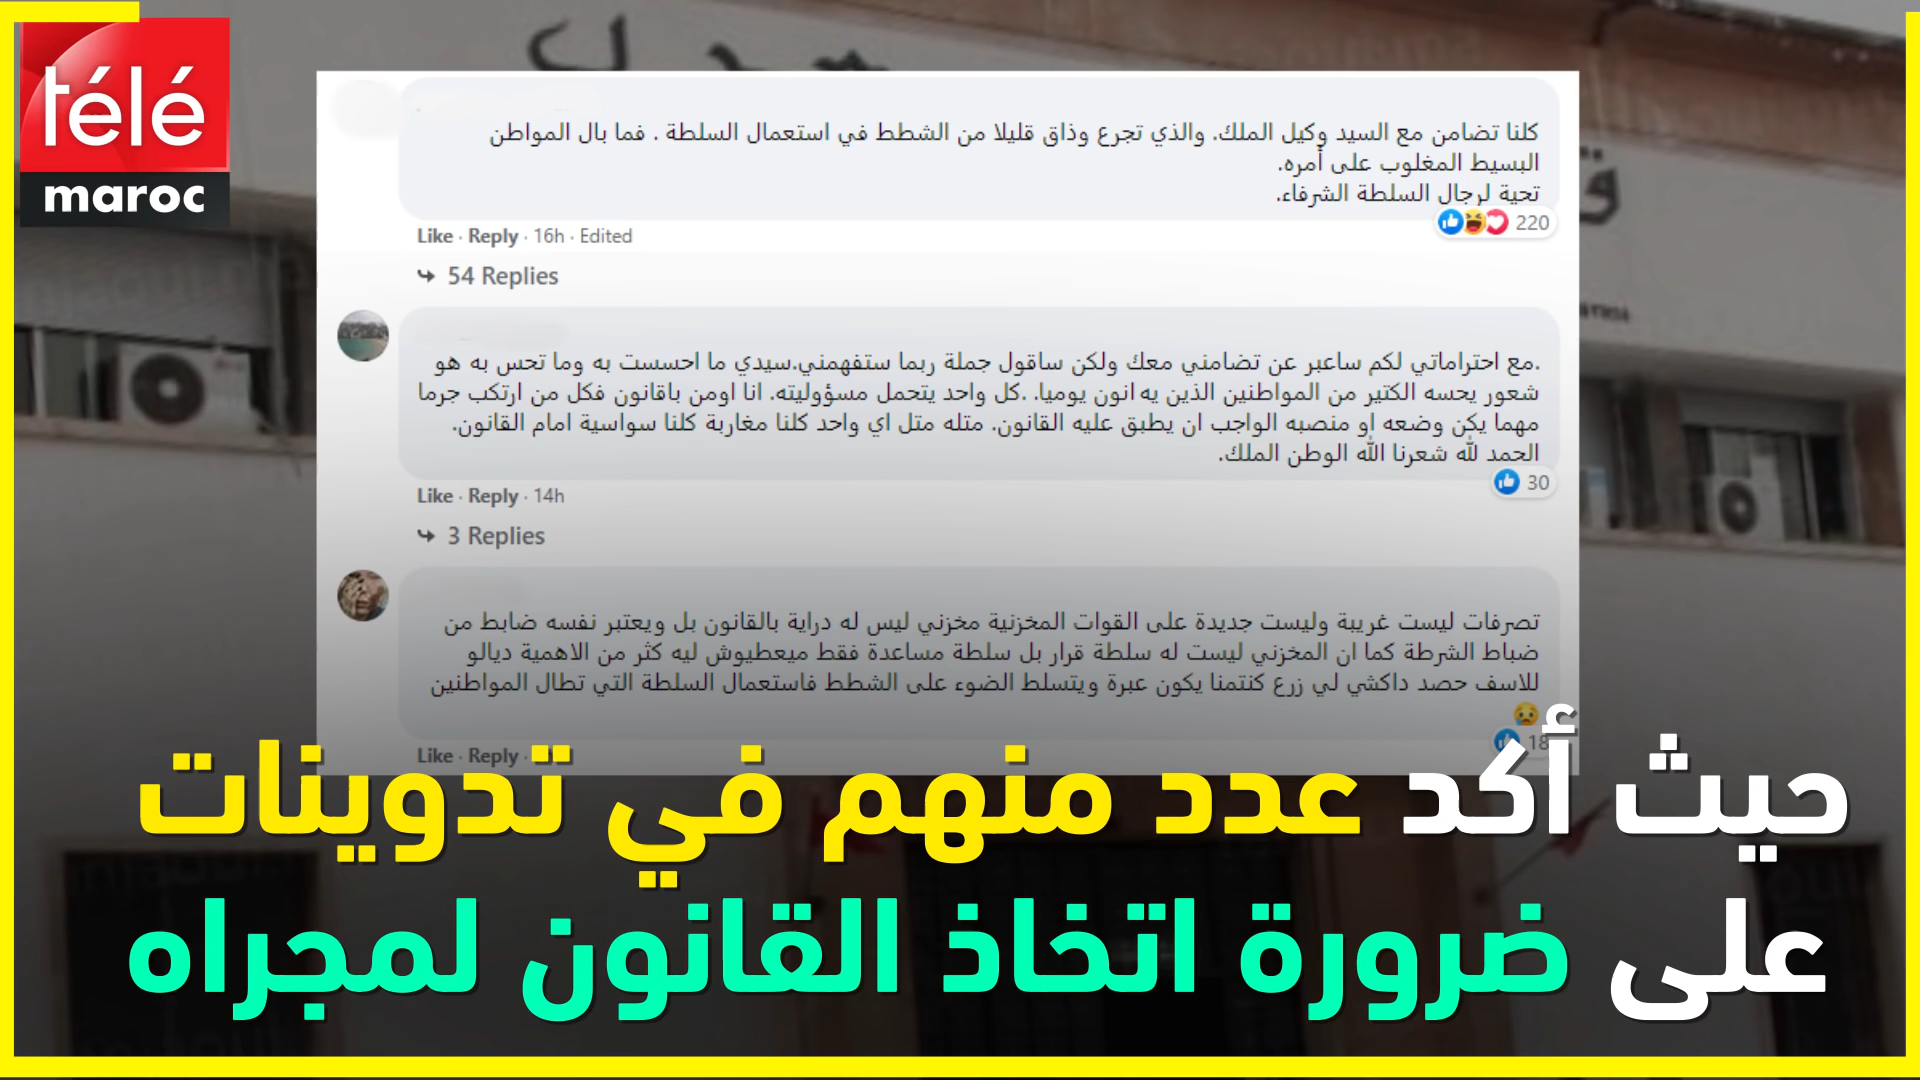 télé
maroc
كلنا تضامن مع السيد وكيل الملك. والذي تجرع وذاق قليلا من الشطط في استعمال السلطة . فما بال المواطن
البسيط المغلوب على أمره.
تحية لرجال السلطة الشرفاء.
220
Like · Reply · 16h · Edited
54 Replies
.مع احتراماتي لكم ساعبر عن تضامني معك ولكن ساقول جملة ربما ستفهمني.سيدي ما احسست به وما تحس به هو
شعور يحسه الكتير من المواطنين الذين يه انون يوميا. .كل واحد يتحمل مسؤوليته. انا اومن باقانون فكل من ارتكب جرما
مهما يكن وضعه او منصبه الواجب ان يطبق عليه القانون. متله متل اي واحد كلنا مغاربة كلنا سواسية امام القانون.
الحمد لله شعرنا الله الوطن الملك.
30
Like · Reply · 14h
3 Replies
تصرفات ليست غريبة وليست جديدة على القوات المخزنية مخزني ليس له دراية بالقانون بل ويعتبر نفسه ضابط من
ضباط الشرطة كما ان المخزني ليست له سلطة قرار بل سلطة مساعدة فقط ميعطيوش ليه كثر من الاهمية ديالو
للاسف حصد داكشي لي زرع كنتمنا يكون عبرة ويتسلط الضوء على الشطط فاستعمال السلطة التي تطال المواطنين
😢
18
Like · Reply ·
حيث أكد عدد منهم في تدوينات
على ضرورة اتخاذ القانون لمجراه